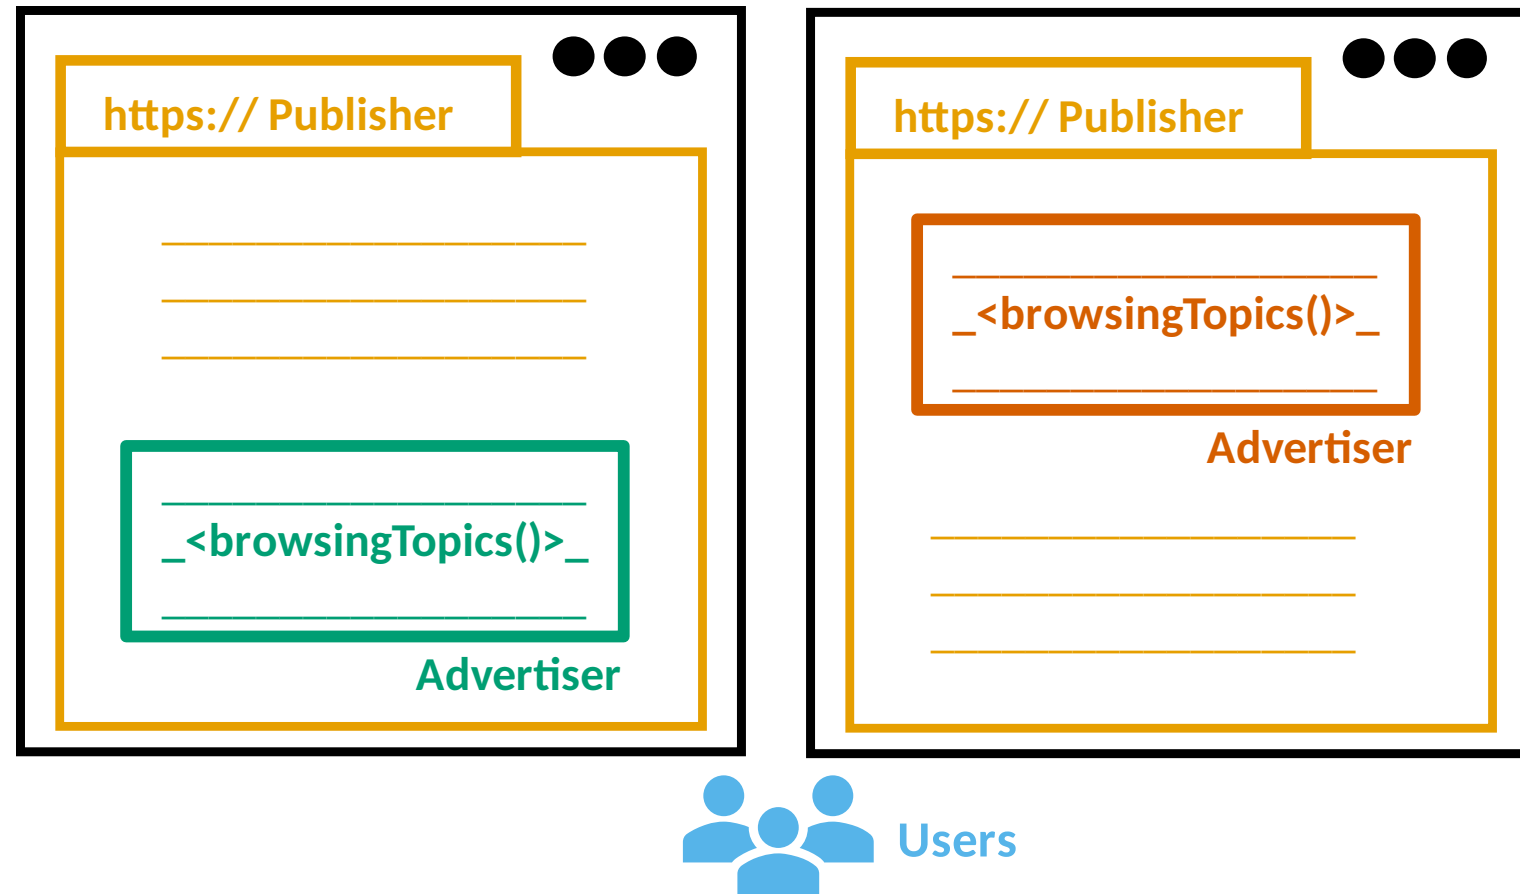 https:// Publisher
_<browsingTopics()>_
Advertiser
https:// Publisher
_<browsingTopics()>_
Advertiser
Users